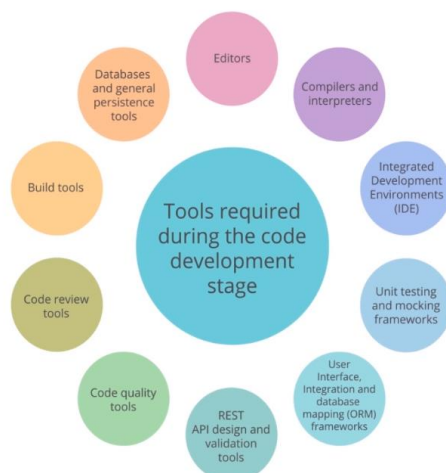 Editors
Compilers and
interpreters
Integrated
Development
Environments
(IDE)
Unit testing
and mocking
frameworks
User
Interface,
Integration and
database
mapping (ORM)
frameworks
REST
API design and
validation
tools
Code quality
tools
Code review
tools
Build tools
Databases
and general
persistence
tools
Tools required
during the code
development
stage